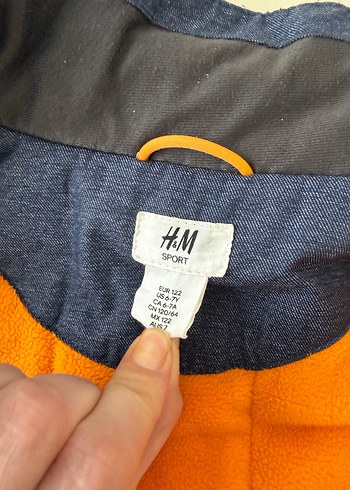 H&M
SPORT
EUR 122
US 6-7Y
CA 6-7A
CN 120/64
MX 122
AUS 7